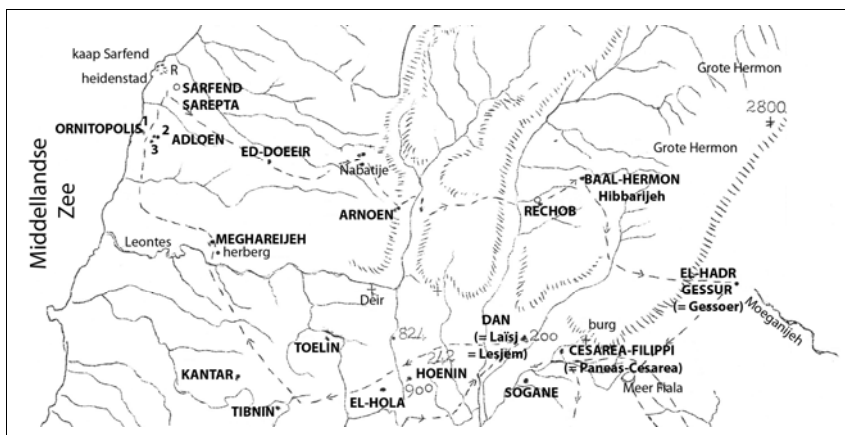 kaap Sarfend
heidenstad
R
SARFEND
SAREPTA
Grote Hermon
2800
ORNITOPOLIS
1
2
3
ADLOEN
ED-DOEEIR
Nabatije
Grote Hermon
BAAL-HERMON
Hibbarijeh
ARNOEN
RECHOB
Middellandse
Zee
Leontes
MEGHAREIJEH
herberg
EL-HADR
GESSUR
(= Gessoer)
Moeganijeh
Deir
DAN
(= Laïsj
= Lesjem)
200
burg
824
TOELIN
242
CESAREA-FILIPPI
(= Paneas-Cesarea)
KANTAR
HOENIN
900
SOGANE
Meer Fiala
TIBNIN
EL-HOLA